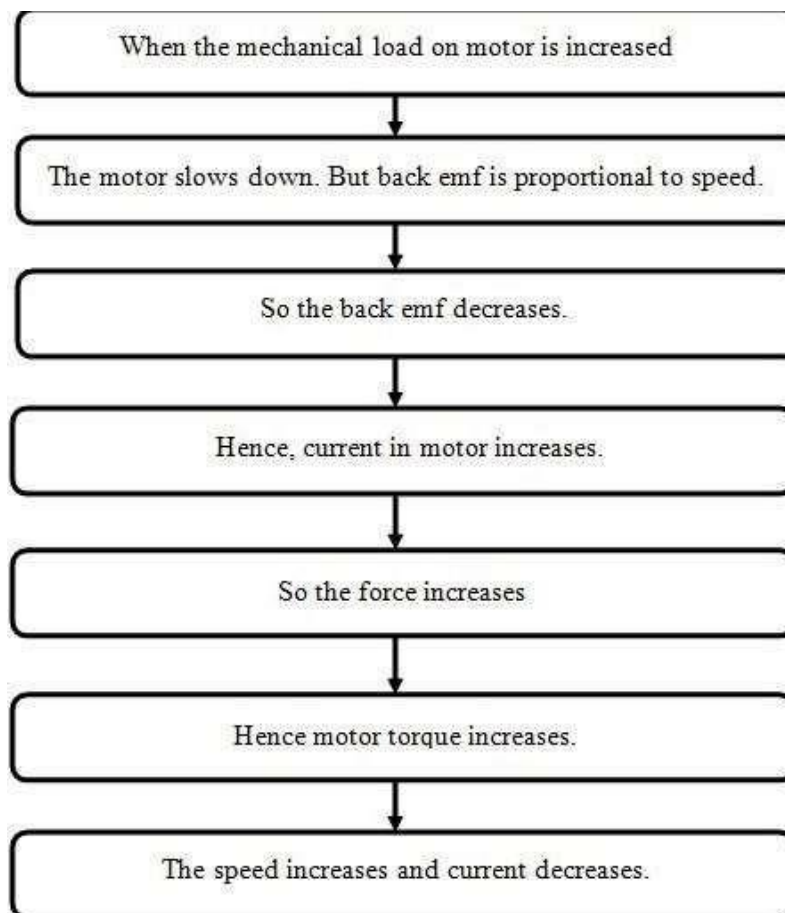 When the mechanical load on motor is increased
The motor slows down. But back emf is proportional to speed.
So the back emf decreases.
Hence, current in motor increases.
So the force increases
Hence motor torque increases.
The speed increases and current decreases.